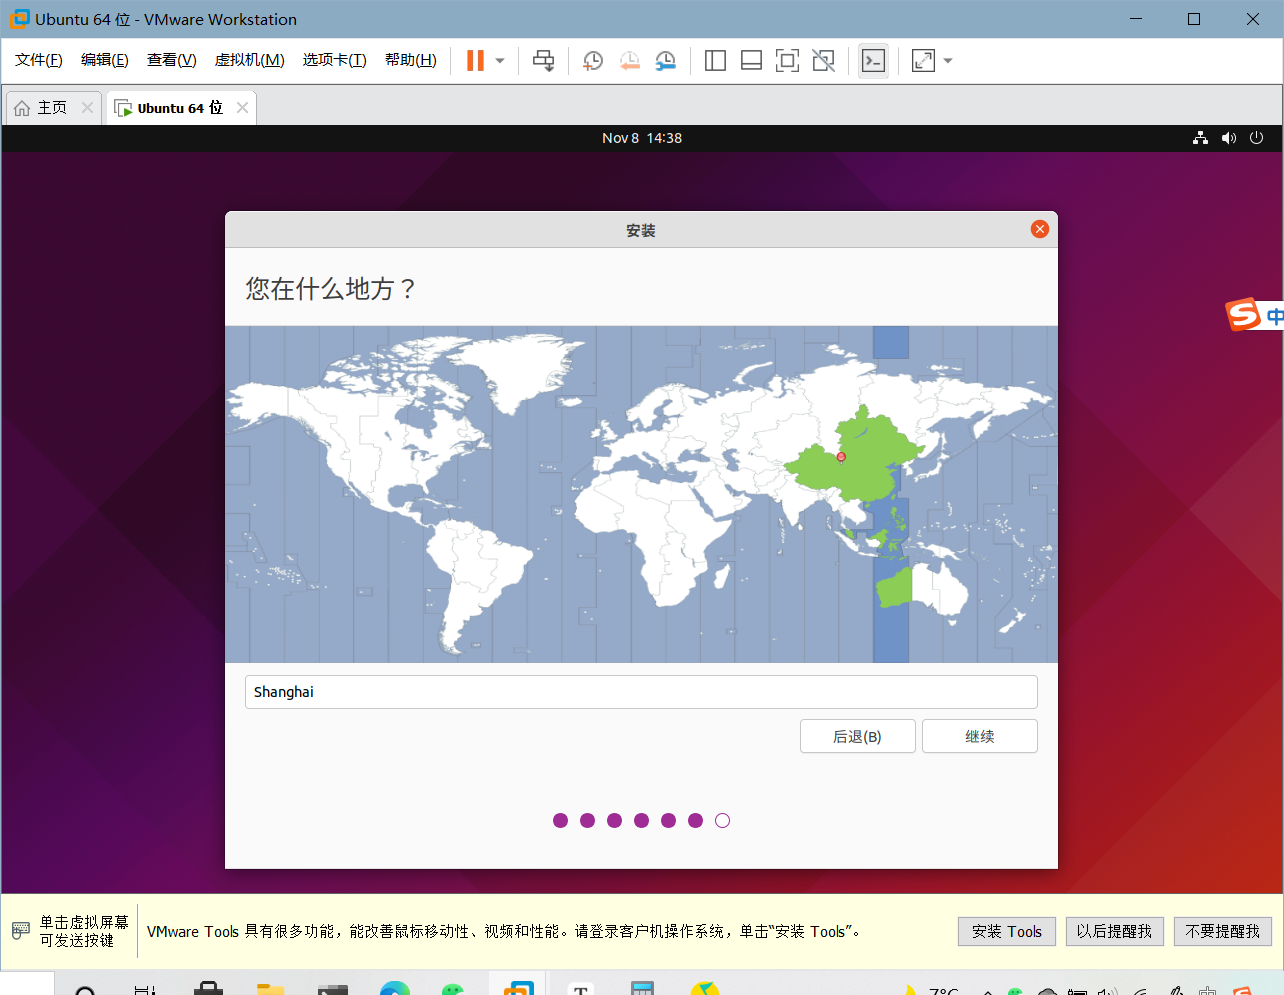 Ubuntu 64 位 - VMware Workstation
文件(F) 编辑(E) 查看(V) 虚拟机(M) 选项卡(T) 帮助(H)
主页 Ubuntu 64 位
Nov 8 14:38
安装
您在什么地方？
中
Shanghai
后退(B) 继续
单击虚拟屏幕
可发送按键
VMware Tools 具有很多功能，能改善鼠标移动性、视频和性能。请登录客户机操作系统，单击“安装 Tools”。
安装 Tools 以后提醒我 不要提醒我
7°C